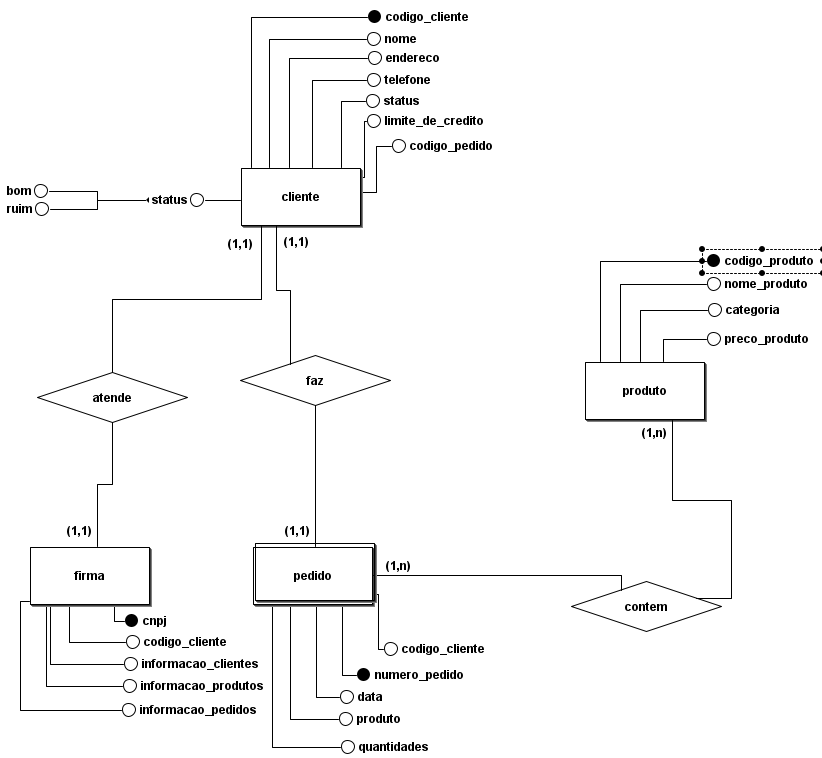 codigo_cliente
nome
endereco
telefone
status
limite_de_credito
codigo_pedido
bom
ruim
status
cliente
(1,1)
(1,1)
codigo_produto
nome_produto
categoria
preco_produto
produto
(1,n)
atende
faz
(1,1)
(1,1)
firma
pedido
(1,n)
contem
cnpj
codigo_cliente
informacao_clientes
informacao_produtos
informacao_pedidos
codigo_cliente
numero_pedido
data
produto
quantidades